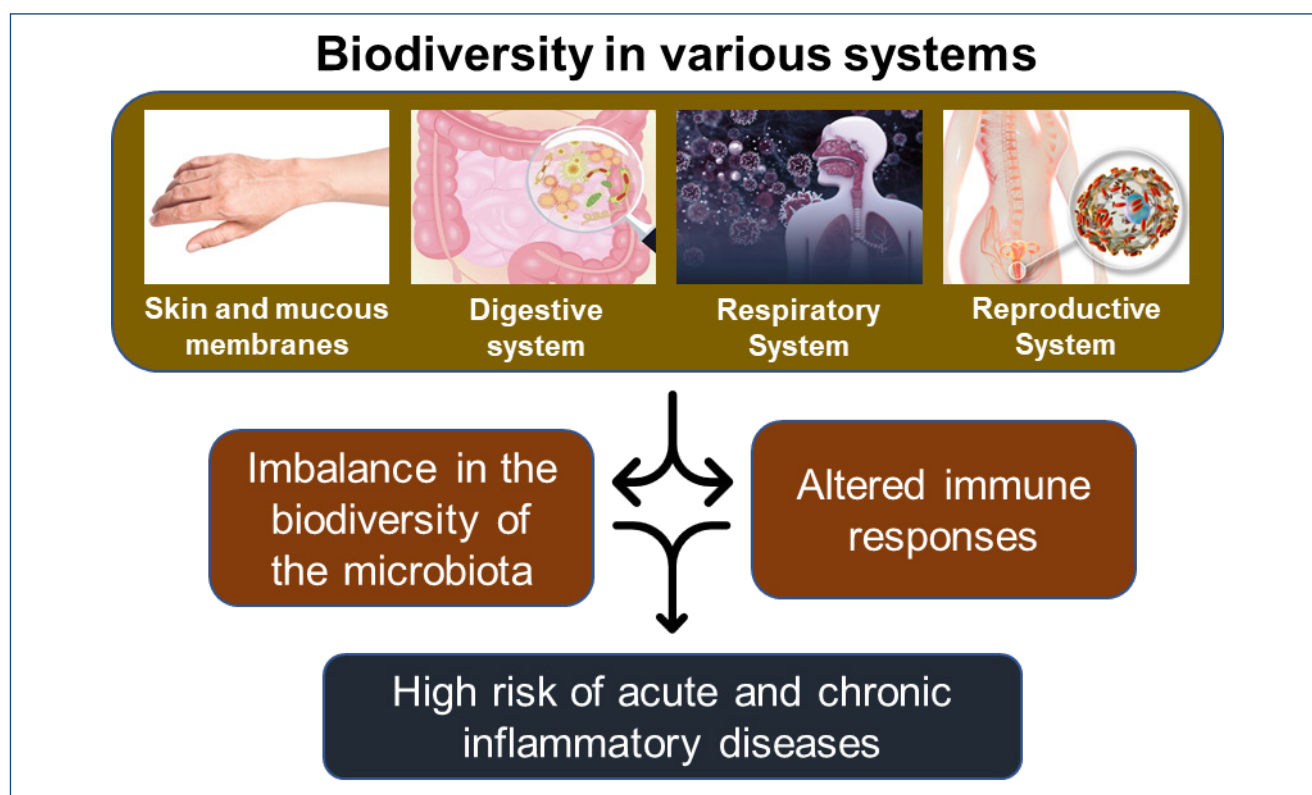 Biodiversity in various systems
Skin and mucous
membranes
Digestive
system
Respiratory
System
Reproductive
System
Imbalance in the
biodiversity of
the microbiota
Altered immune
responses
High risk of acute and chronic
inflammatory diseases